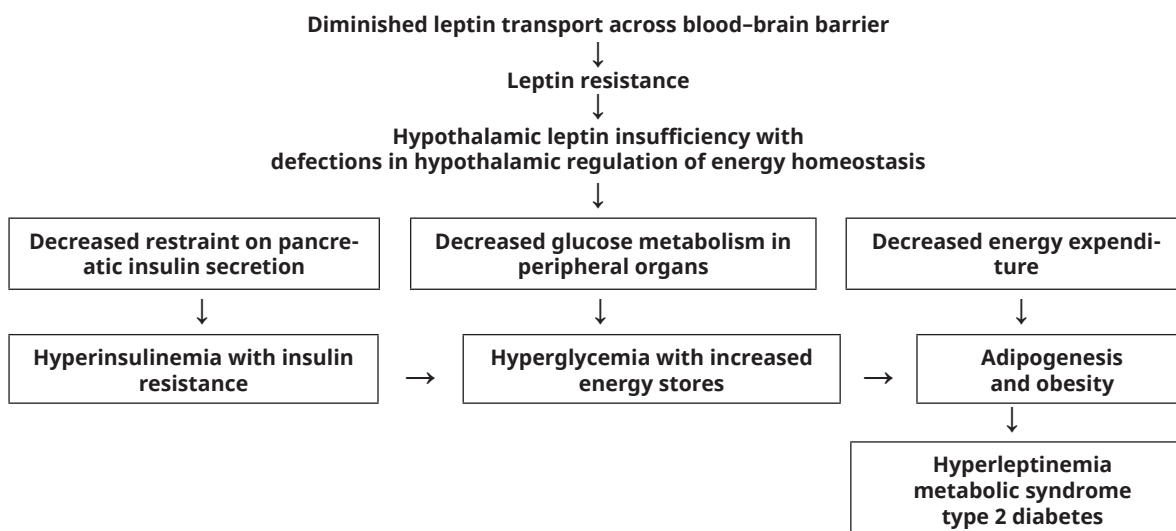 Diminished leptin transport across blood–brain barrier
↓
Leptin resistance
↓
Hypothalamic leptin insufficiency with
defections in hypothalamic regulation of energy homeostasis
↓
Decreased restraint on pancre-
atic insulin secretion
Decreased glucose metabolism in
peripheral organs
Decreased energy expendi-
ture
↓ ↓ ↓
Hyperinsulinemia with insulin
resistance
→
Hyperglycemia with increased
energy stores
→
Adipogenesis
and obesity
↓
Hyperleptinemia
metabolic syndrome
type 2 diabetes